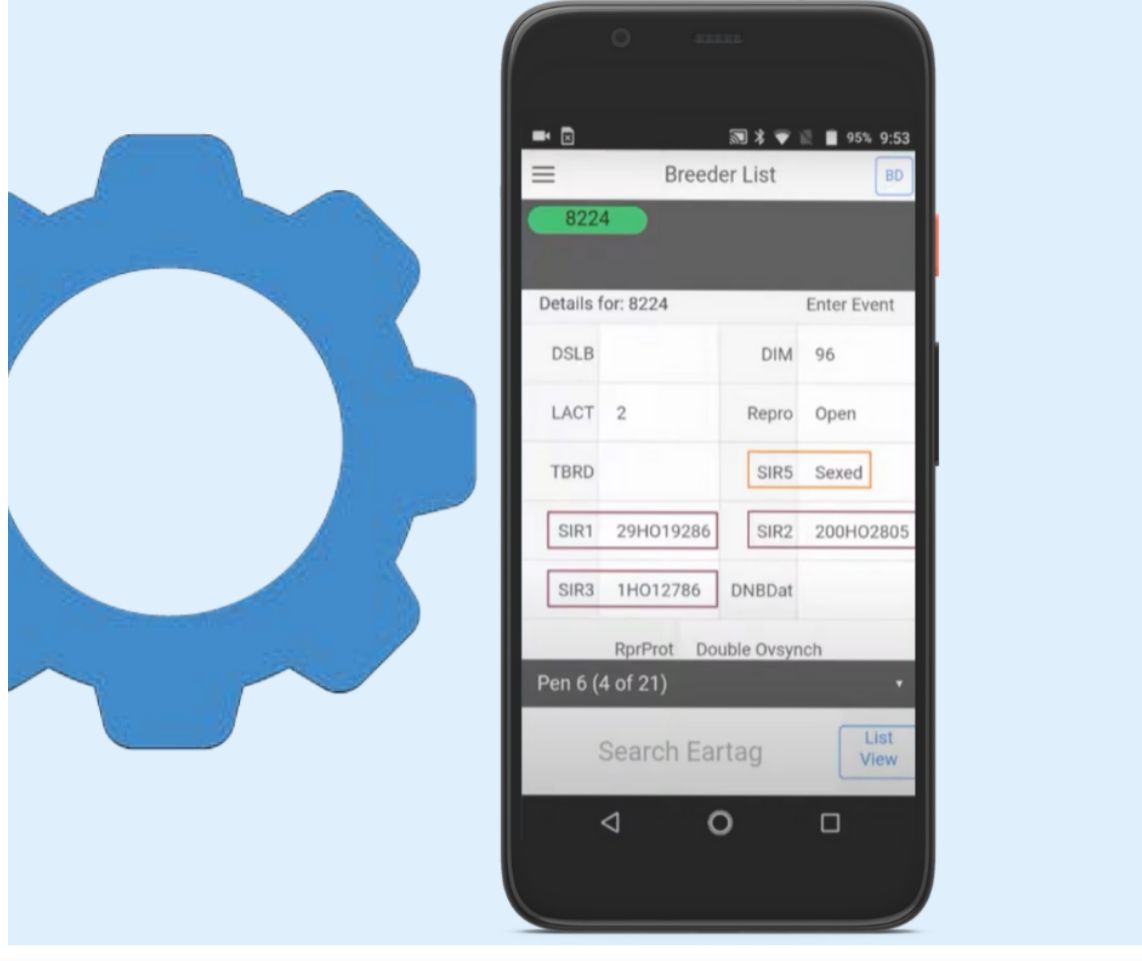 95% 9:53
Breeder List BD
8224
Details for: 8224 Enter Event
DSLB DIM 96
LACT 2 Repro Open
TBRD SIR5 Sexed
SIR1 29HO19286 SIR2 200HO2805
SIR3 1HO12786 DNBDat
RprProt Double Ovsynch
Pen 6 (4 of 21)
Search Eartag List
View